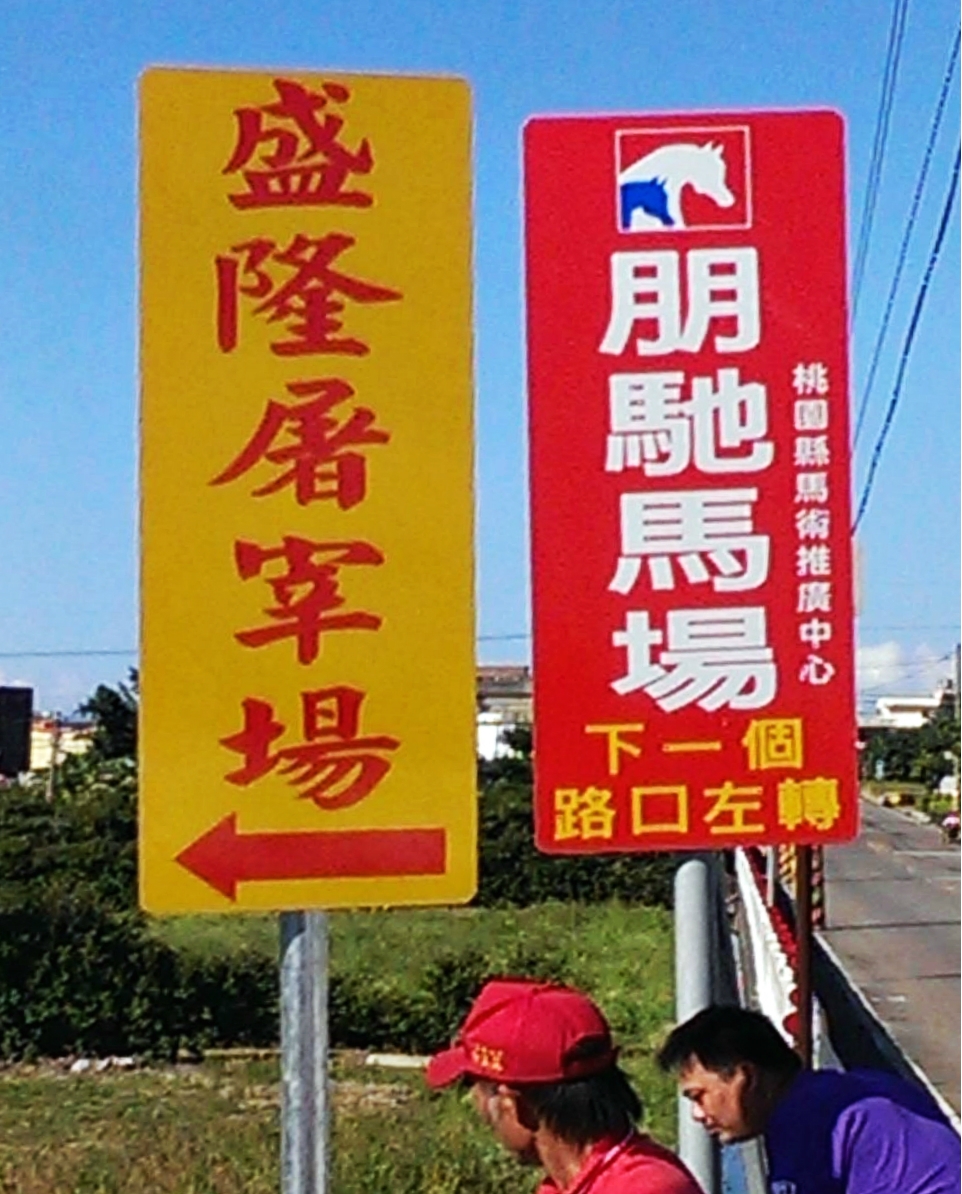 盛隆屠宰場
朋馳馬場
桃園縣馬術推廣中心
下一個
路口左轉